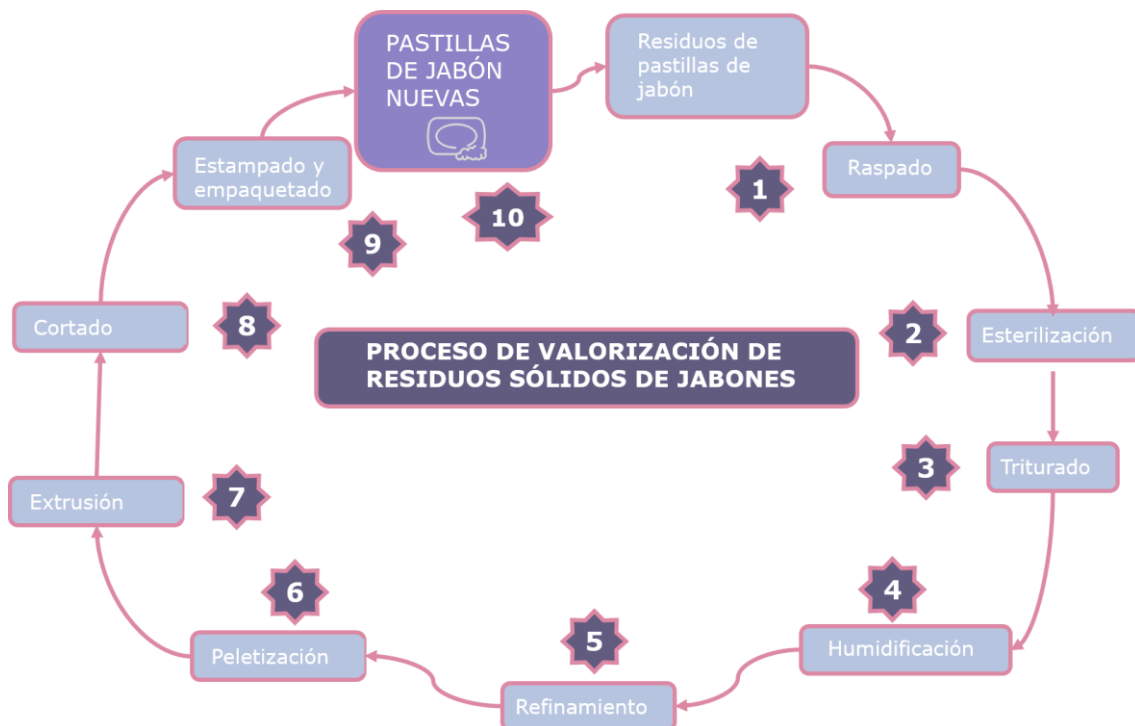 PASTILLAS
DE JABÓN
NUEVAS
10
Residuos de
pastillas de
jabón
1
Raspado
2
Esterilización
3
Triturado
4
Humidificación
5
Refinamiento
6
Peletización
7
Extrusión
8
Cortado
9
Estampado y
empaquetado
PROCESO DE VALORIZACIÓN DE
RESIDUOS SÓLIDOS DE JABONES